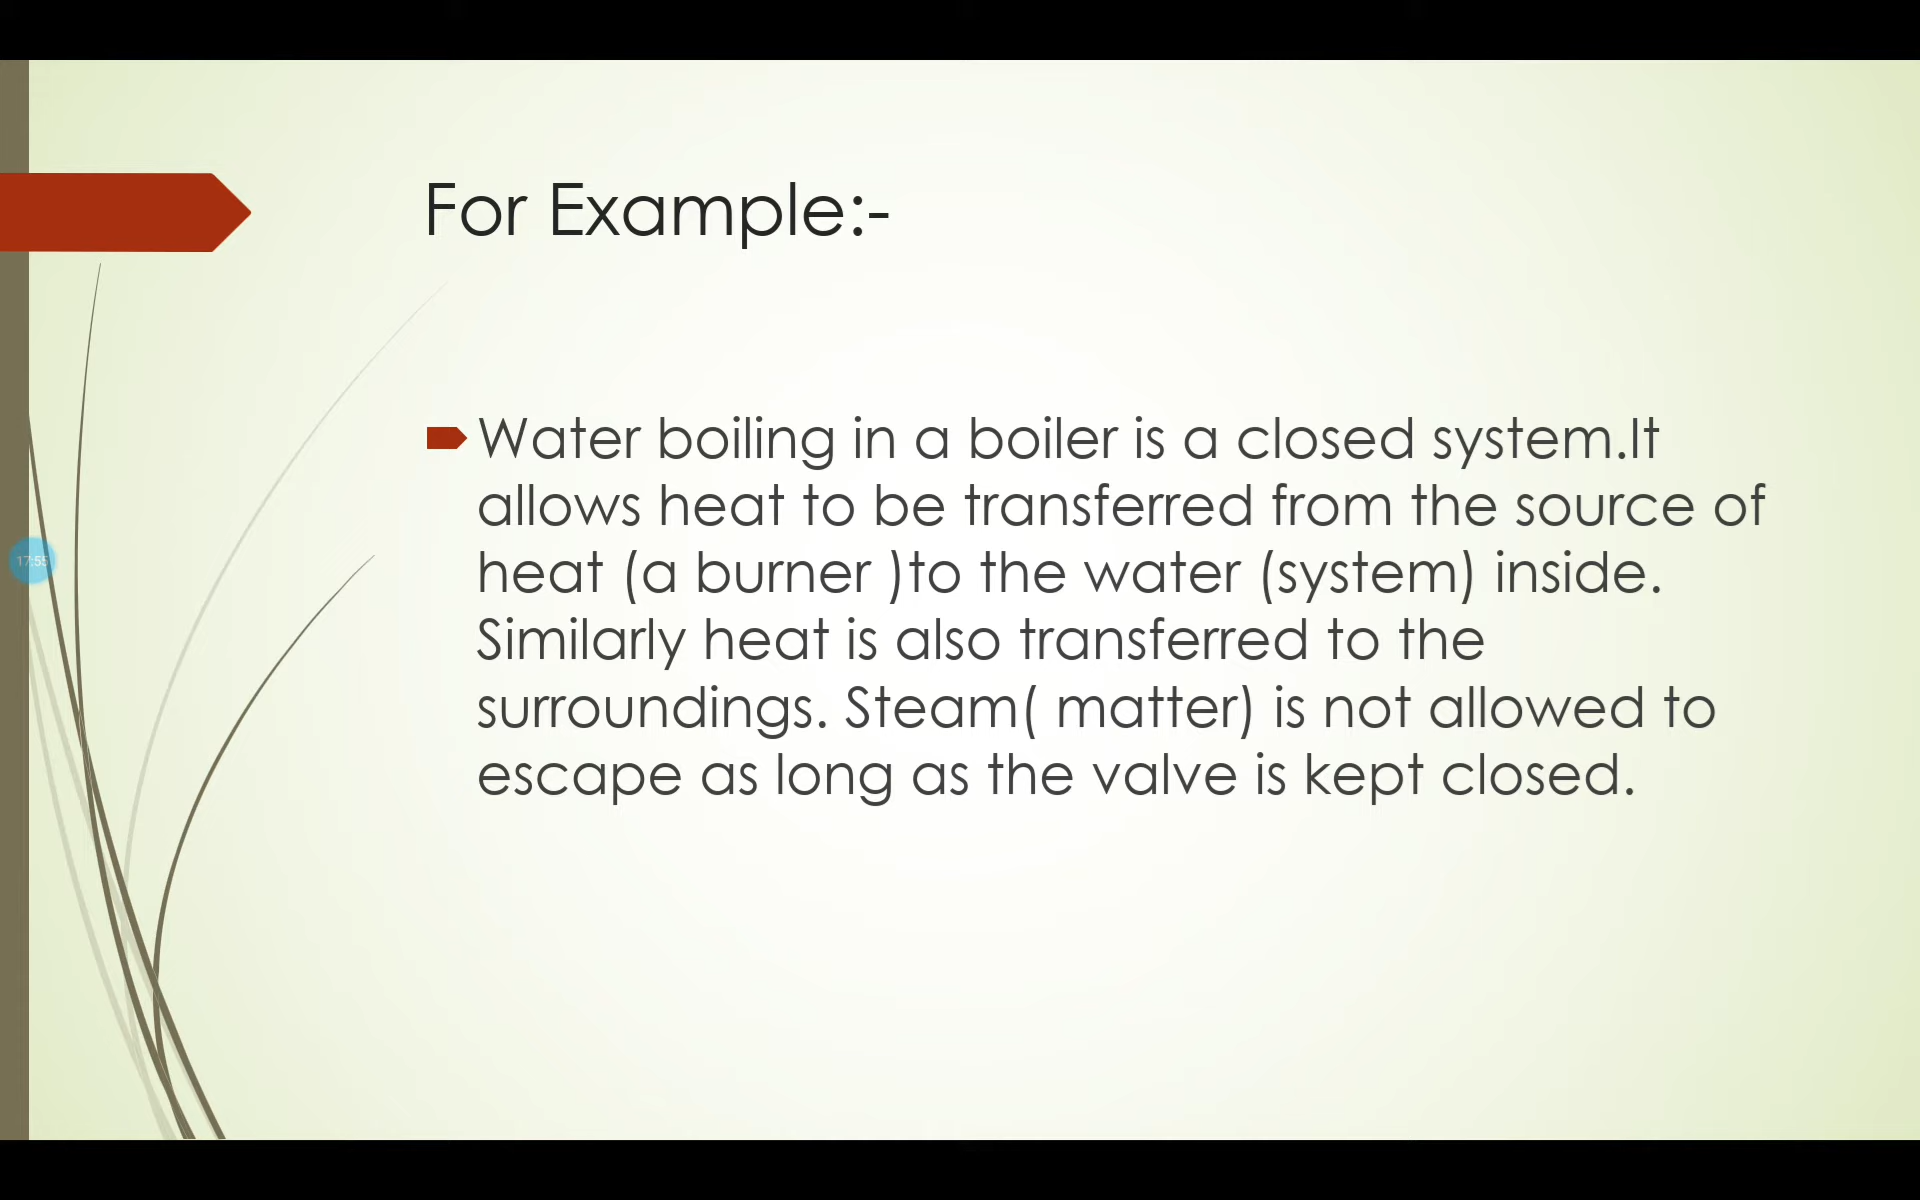 For Example:-
Water boiling in a boiler is a closed system.It
allows heat to be transferred from the source of
heat (a burner )to the water (system) inside.
Similarly heat is also transferred to the
surroundings. Steam( matter) is not allowed to
escape as long as the valve is kept closed.
17:55